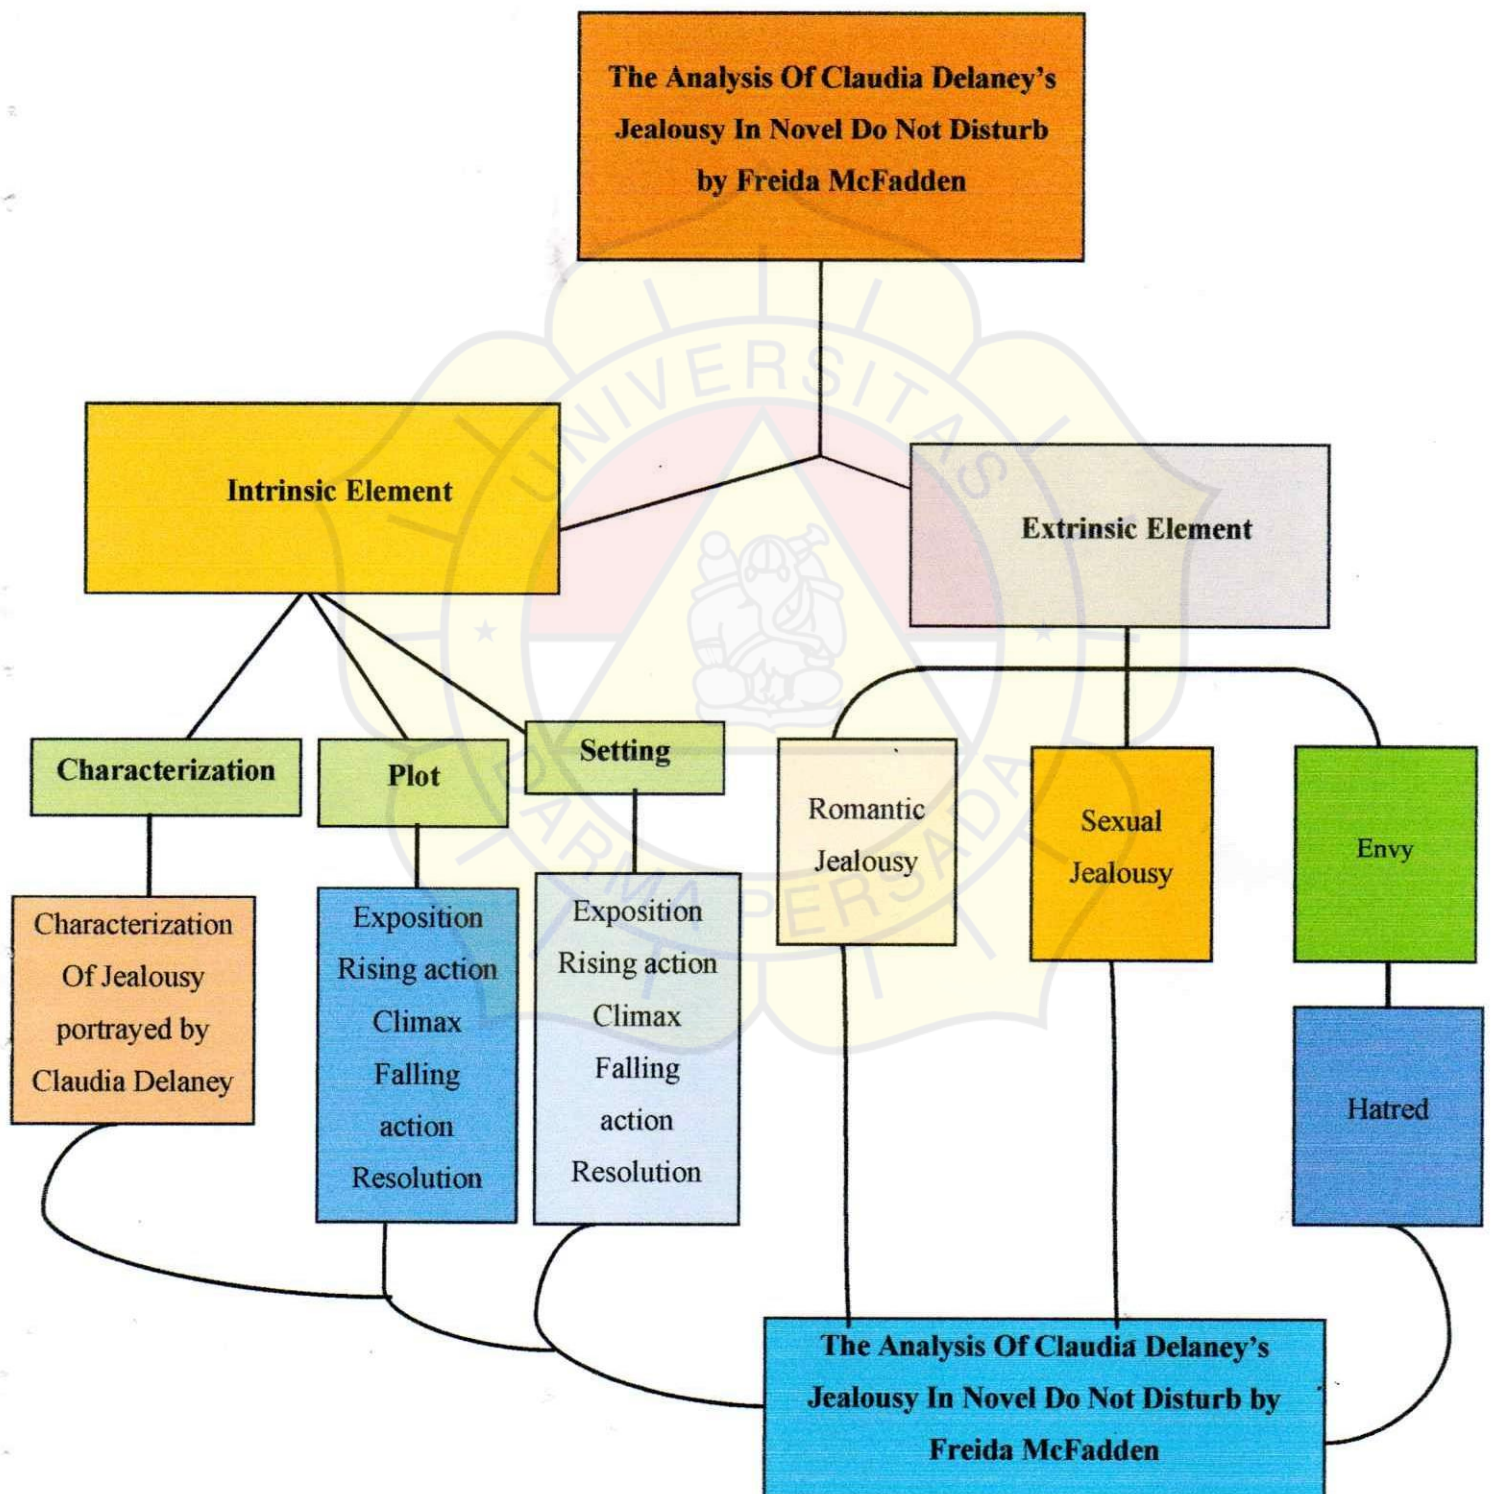 The Analysis Of Claudia Delaney's
Jealousy In Novel Do Not Disturb
by Freida McFadden
UNIVERSITAS
DARMA PERSADA
Intrinsic Element
Extrinsic Element
Characterization
Plot
Setting
Romantic
Jealousy
Sexual
Jealousy
Envy
Characterization
Of Jealousy
portrayed by
Claudia Delaney
Exposition
Rising action
Climax
Falling
action
Resolution
Exposition
Rising action
Climax
Falling
action
Resolution
Hatred
The Analysis Of Claudia Delaney's
Jealousy In Novel Do Not Disturb by
Freida McFadden